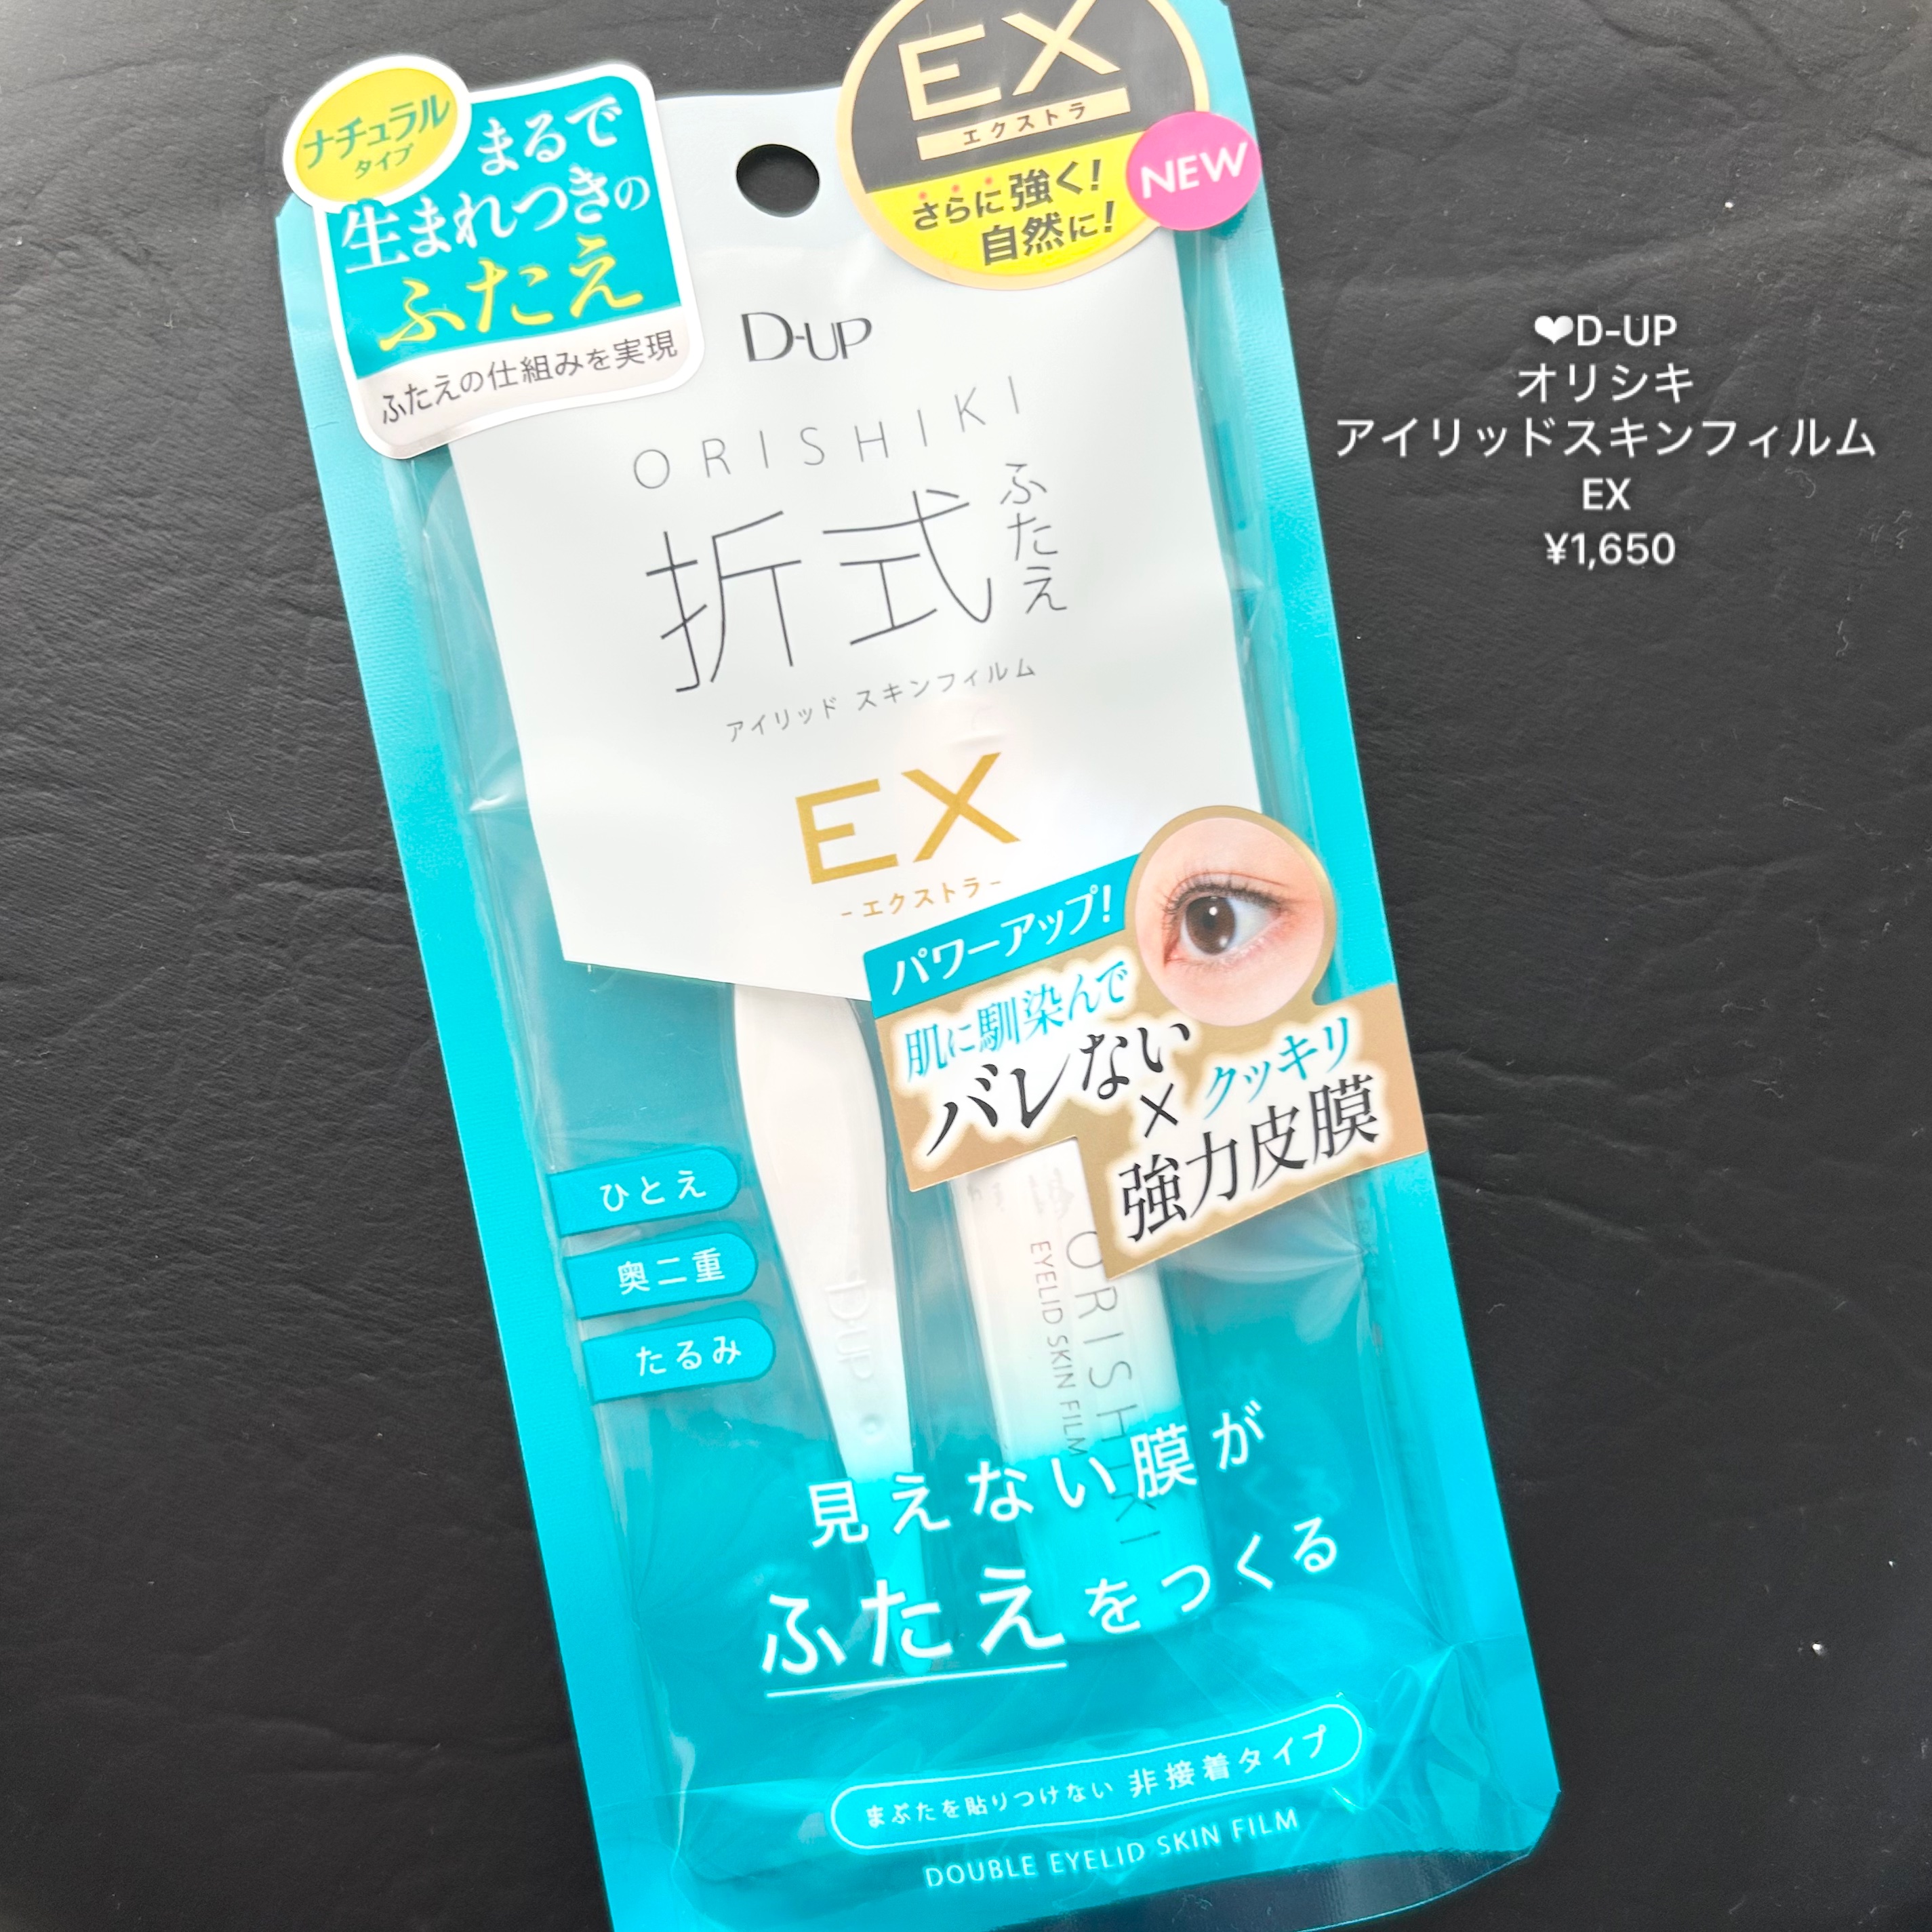 ナチュラル
タイプ
まるで
生まれつきの
ふたえ
ふたえの仕組みを実現
EX
エクストラ
さらに強く!
自然に!
NEW
D-UP
ORISHIKI
折式
ふたえ
アイリッド スキンフィルム
EX
-エクストラ-
パワーアップ!
肌に馴染んで
バレない
×
クッキリ
強力皮膜
ひとえ
奥二重
たるみ
D-UP
ORISHIKI
EYELID SKIN FILM
見えない膜が
ふたえをつくる
まぶたを貼りつけない 非接着タイプ
DOUBLE EYELID SKIN FILM
❤D-UP
オリシキ
アイリッドスキンフィルム
EX
¥1,650